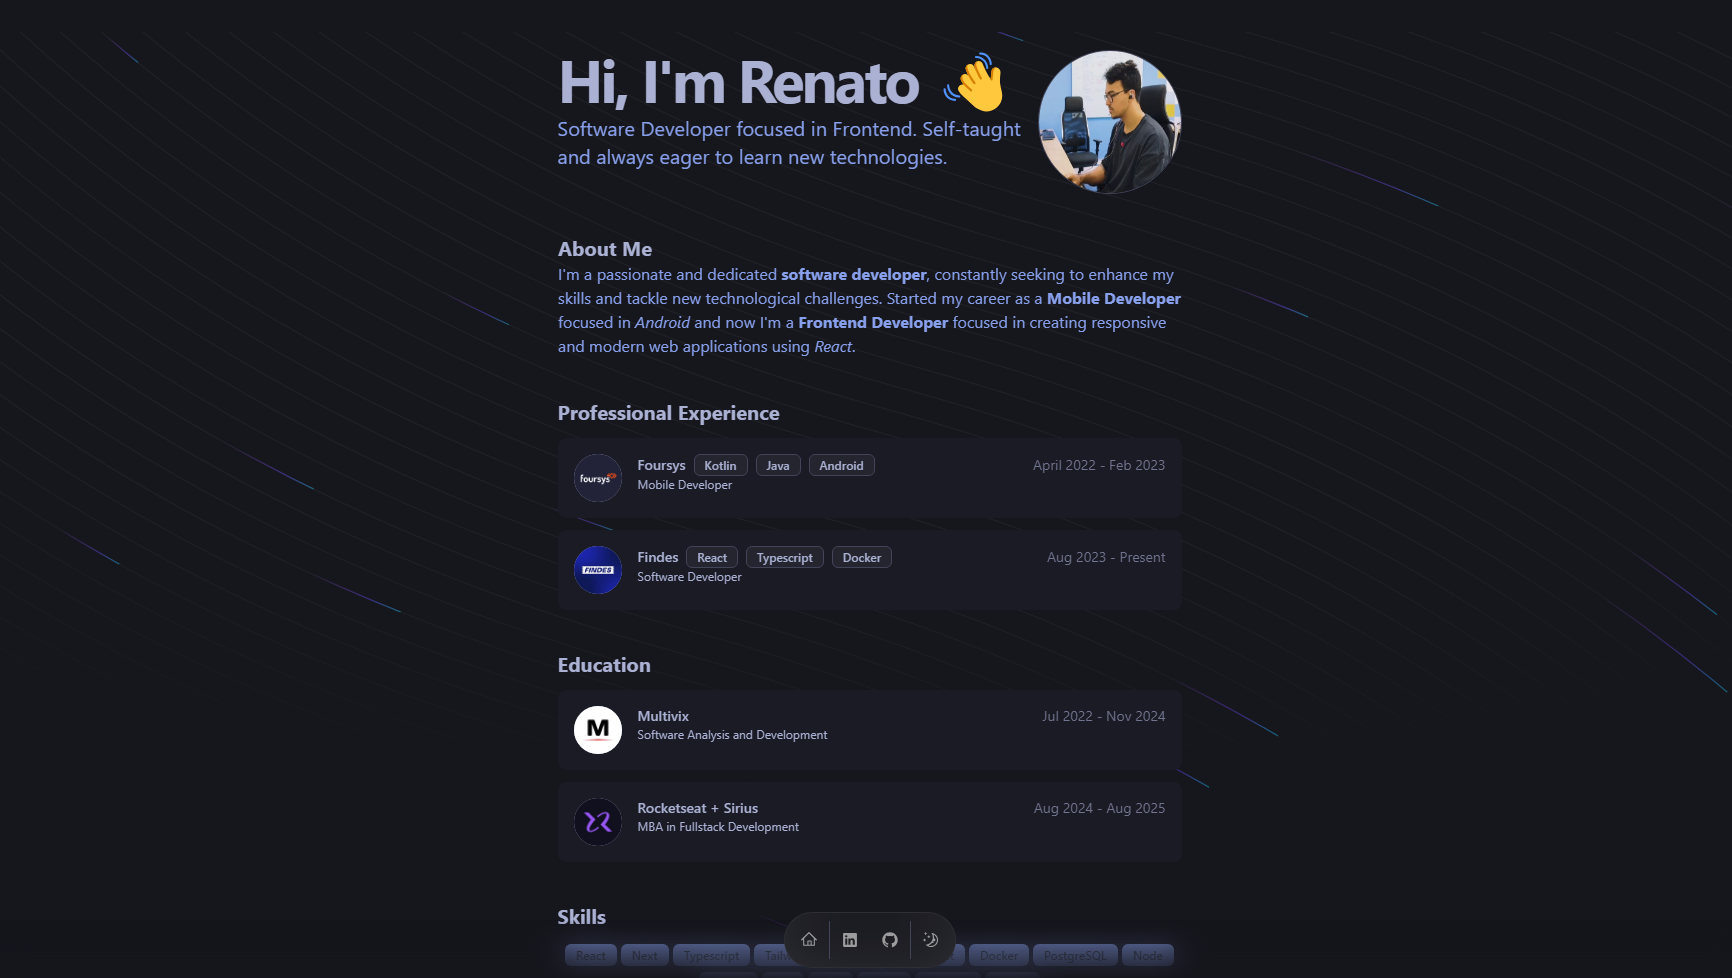 Hi, I'm Renato
Software Developer focused in Frontend. Self-taught
and always eager to learn new technologies.
About Me
I'm a passionate and dedicated software developer, constantly seeking to enhance my
skills and tackle new technological challenges. Started my career as a Mobile Developer
focused in Android and now I'm a Frontend Developer focused in creating responsive
and modern web applications using React.
Professional Experience
foursys
Foursys Kotlin Java Android April 2022 - Feb 2023
Mobile Developer
FINDES
Findes React Typescript Docker Aug 2023 - Present
Software Developer
Education
M
Multivix Jul 2022 - Nov 2024
Software Analysis and Development
Rocketseat + Sirius Aug 2024 - Aug 2025
MBA in Fullstack Development
Skills
React Next Typescript Docker PostgreSQL Node